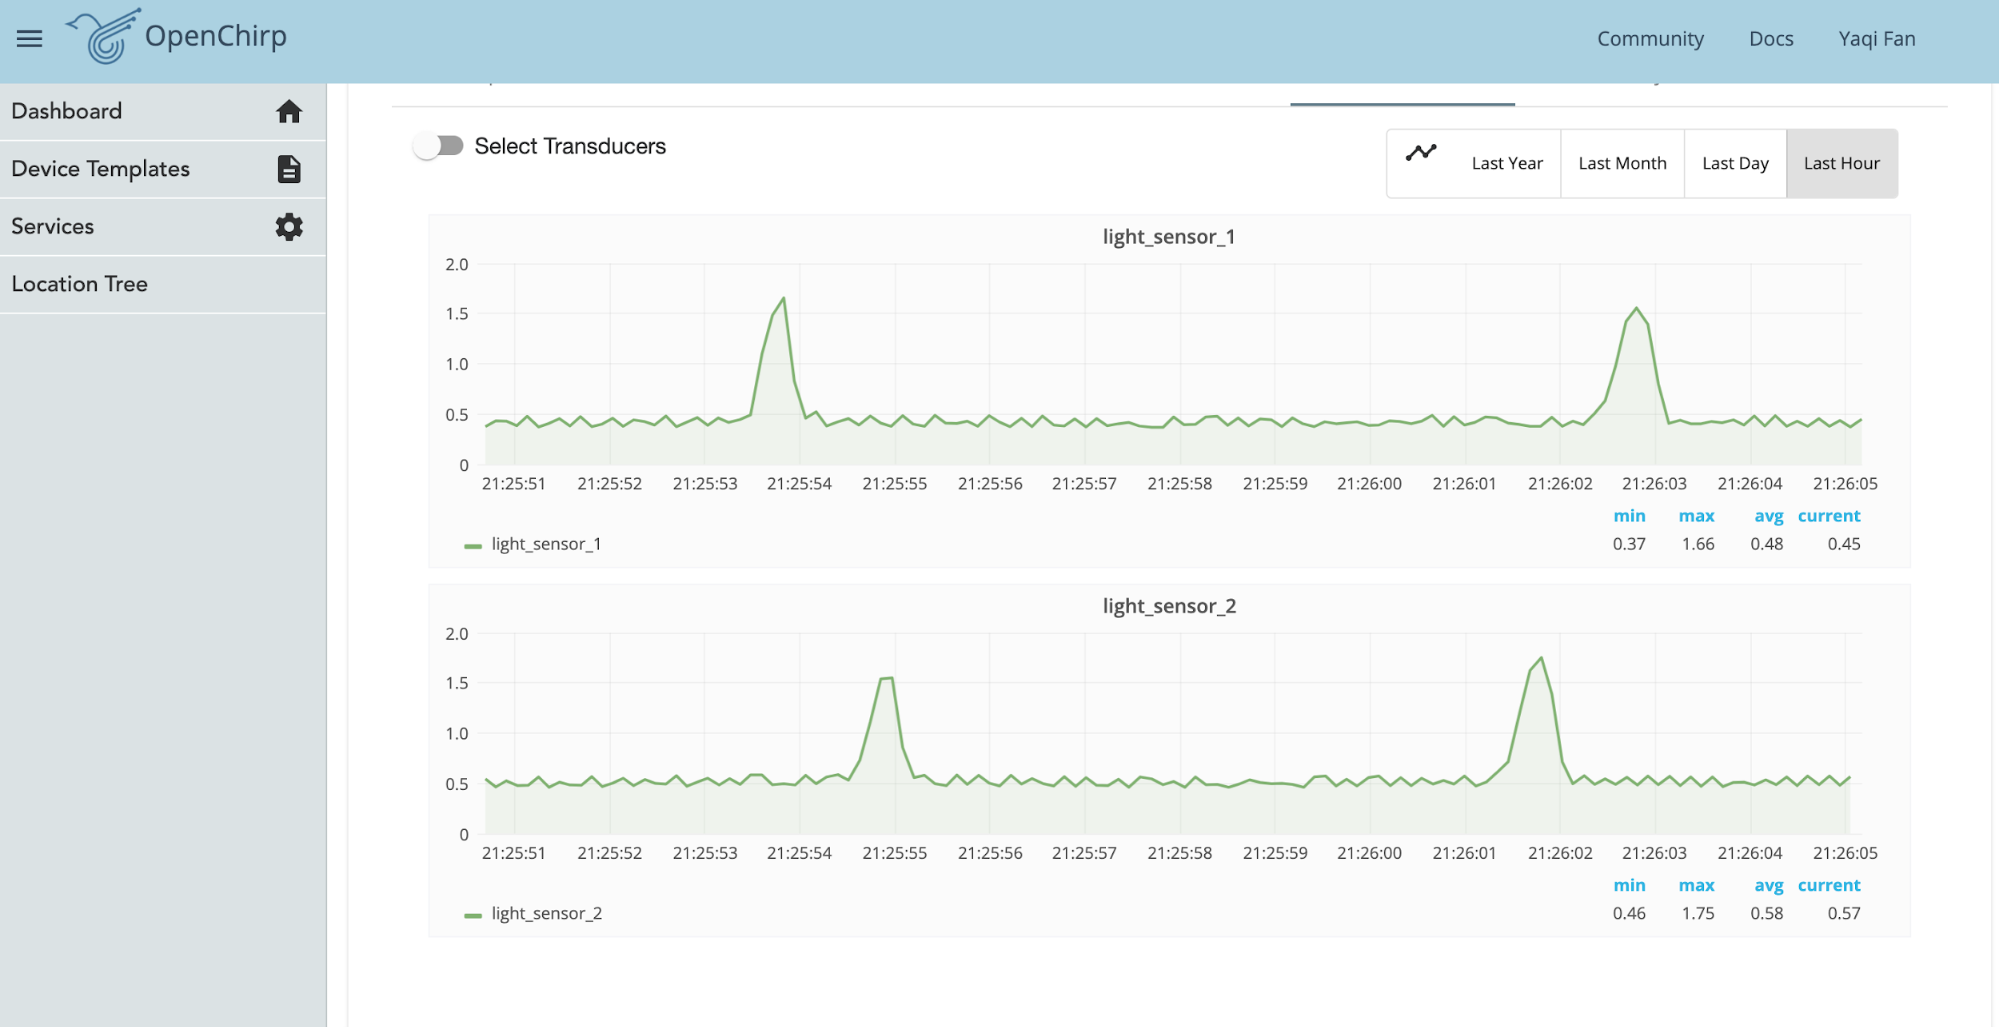 OpenChirp
Community Docs Yaqi Fan
Dashboard
Device Templates
Services
Location Tree
Select Transducers
Last Year Last Month Last Day Last Hour
light_sensor_1
2.0
1.5
1.0
0.5
0
21:25:51 21:25:52 21:25:53 21:25:54 21:25:55 21:25:56 21:25:57 21:25:58 21:25:59 21:26:00 21:26:01 21:26:02 21:26:03 21:26:04 21:26:05
min max avg current
light_sensor_1 0.37 1.66 0.48 0.45
light_sensor_2
2.0
1.5
1.0
0.5
0
21:25:51 21:25:52 21:25:53 21:25:54 21:25:55 21:25:56 21:25:57 21:25:58 21:25:59 21:26:00 21:26:01 21:26:02 21:26:03 21:26:04 21:26:05
min max avg current
light_sensor_2 0.46 1.75 0.58 0.57